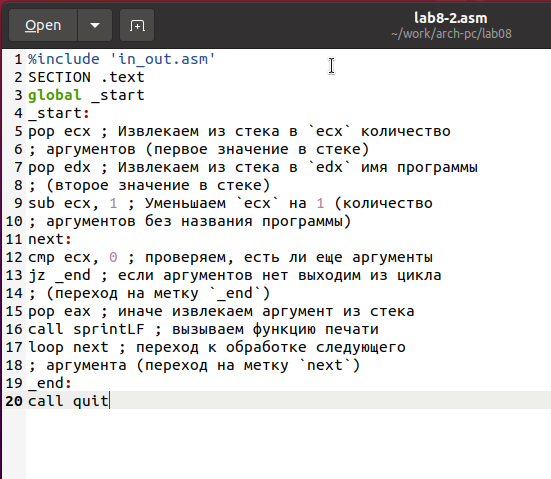 Open
lab8-2.asm
~/work/arch-pc/lab08
1 %include 'in_out.asm'
2 SECTION .text
3 global _start
4 _start:
5 pop ecx ; Извлекаем из стека в `ecx` количество
6 ; аргументов (первое значение в стеке)
7 pop edx ; Извлекаем из стека в `edx` имя программы
8 ; (второе значение в стеке)
9 sub ecx, 1 ; Уменьшаем `ecx` на 1 (количество
10 ; аргументов без названия программы)
11 next:
12 cmp ecx, 0 ; проверяем, есть ли еще аргументы
13 jz _end ; если аргументов нет выходим из цикла
14 ; (переход на метку `_end`)
15 pop eax ; иначе извлекаем аргумент из стека
16 call sprintLF ; вызываем функцию печати
17 loop next ; переход к обработке следующего
18 ; аргумента (переход на метку `next`)
19 _end:
20 call quit